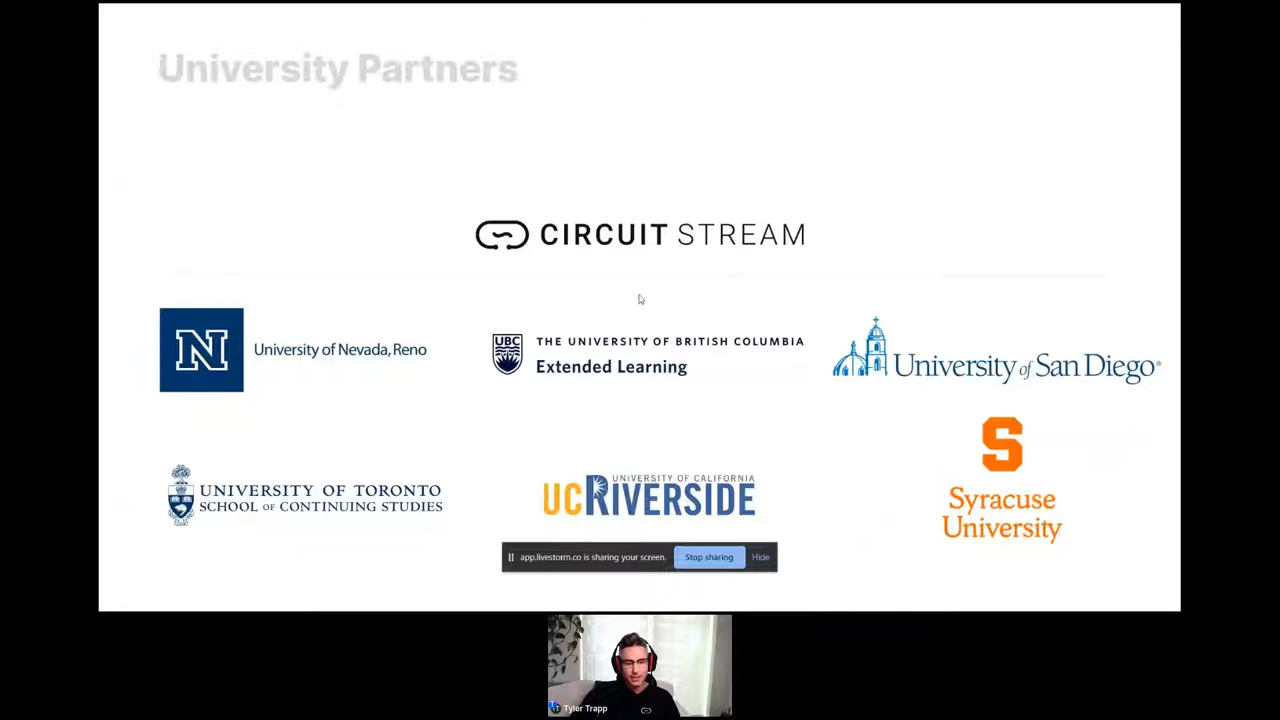 University Partners
CIRCUIT STREAM
N
University of Nevada, Reno
UBC
THE UNIVERSITY OF BRITISH COLUMBIA
Extended Learning
University of San Diego®
UNIVERSITY OF TORONTO
SCHOOL OF CONTINUING STUDIES
UNIVERSITY OF CALIFORNIA
UC RIVERSIDE
S
Syracuse
University
app.livestorm.co is sharing your screen.
Stop sharing
Hide
Tyler Trapp